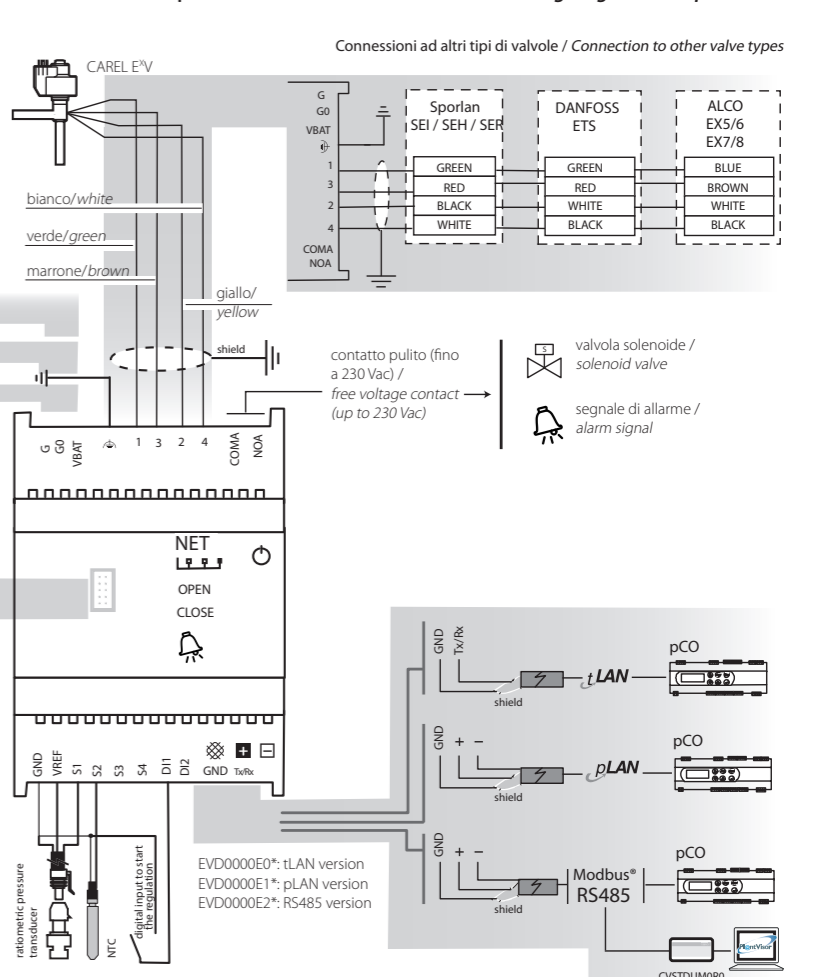 Connessioni ad altri tipi di valvole / Connection to other valve types
CAREL EˣV
G
G0
VBAT
1
3
2
4
COMA
NOA
Sporlan
SEI / SEH / SER
GREEN
RED
BLACK
WHITE
DANFOSS
ETS
GREEN
RED
WHITE
BLACK
ALCO
EX5/6
EX7/8
BLUE
BROWN
WHITE
BLACK
bianco/white
verde/green
marrone/brown
giallo/
yellow
shield
contatto pulito (fino
a 230 Vac) /
free voltage contact
(up to 230 Vac)
S
valvola solenoide /
solenoid valve
segnale di allarme /
alarm signal
G
G0
VBAT
1
3
2
4
COMA
NOA
NET
OPEN
CLOSE
GND
VREF
S1
S2
S3
S4
DI1
DI2
GND
Tx/Rx
+
−
ratiometric pressure
transducer
NTC
digital input to start
the regulation
EVD0000E0*: tLAN version
EVD0000E1*: pLAN version
EVD0000E2*: RS485 version
GND
Tx/Rx
shield
tLAN
pCO
GND
+
−
shield
pLAN
pCO
GND
+
−
shield
Modbus®
RS485
pCO
PlantVisor
CVSTDUM0R0